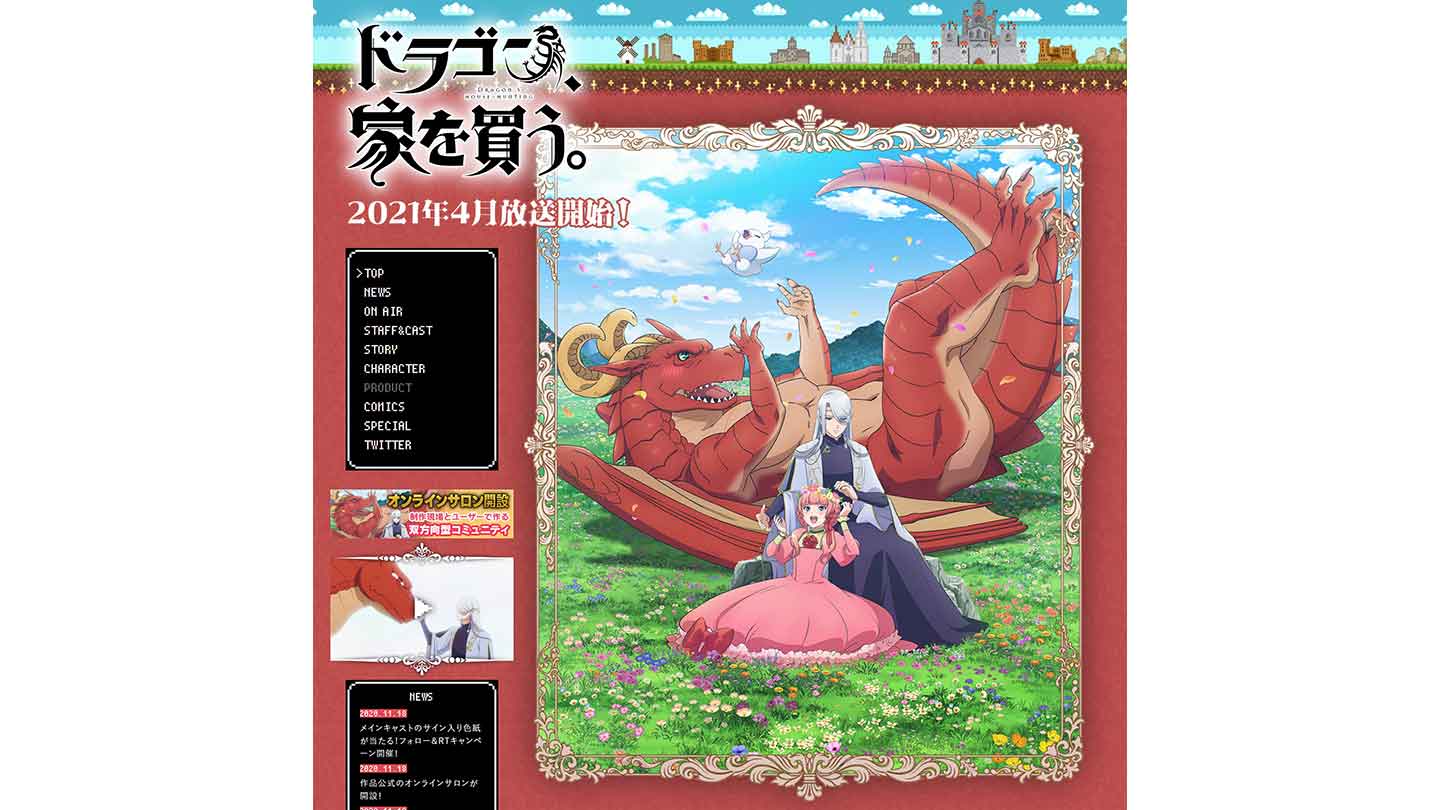 ドラゴン、
DRAGON'S
HOUSE-HUNTING
家を買う。
2021年4月放送開始!
>TOP
NEWS
ON AIR
STAFF&CAST
STORY
CHARACTER
PRODUCT
COMICS
SPECIAL
TWITTER
オンラインサロン開設
制作現場とユーザーで作る
双方向型コミュニティ
NEWS
2020.11.18
メインキャストのサイン入り色紙
が当たる!フォロー&RTキャンペ
ーン開催!
2020.11.18
作品公式のオンラインサロンが
開設!